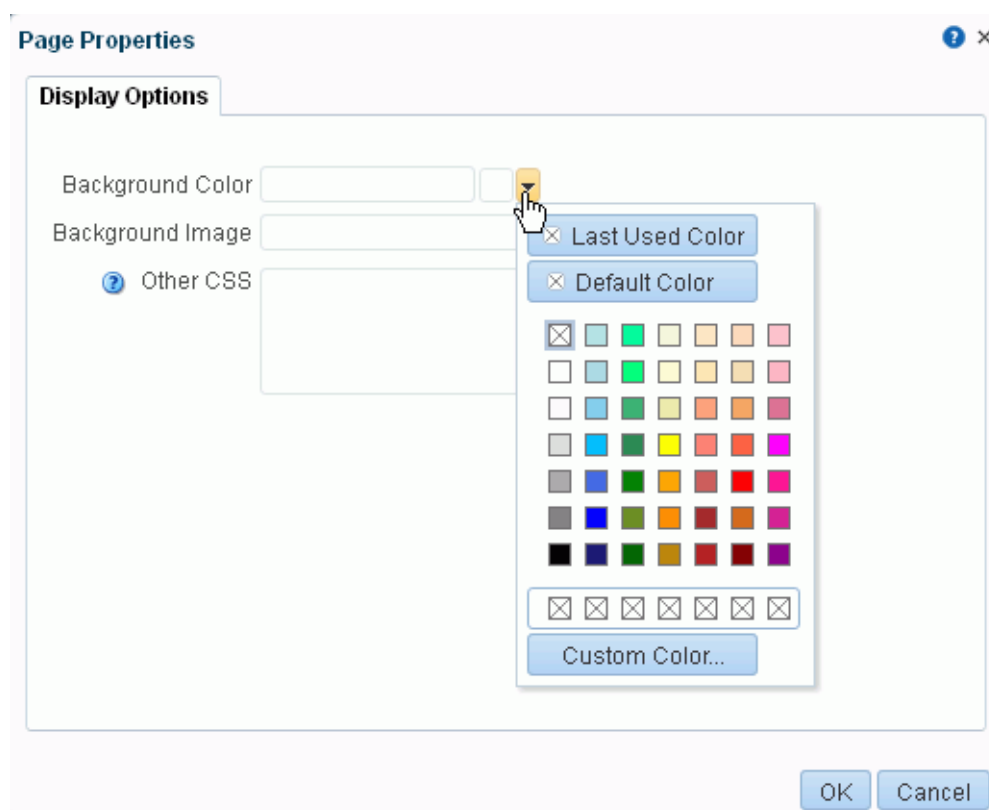 Page Properties
Display Options
Background Color
Background Image
Other CSS
Last Used Color
Default Color
Custom Color...
OK
Cancel